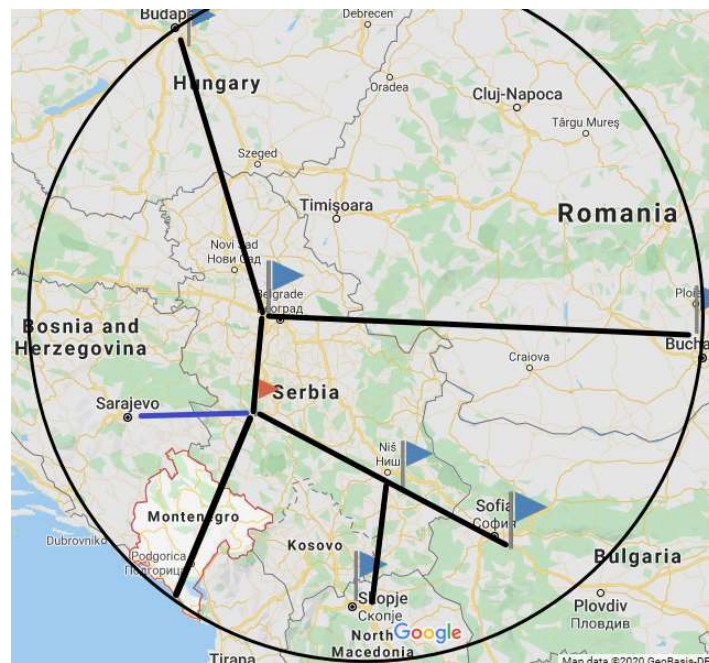 Budap
Debrecen
Hungary
Oradea
Cluj-Napoca
Târgu Mureș
Szeged
Timișoara
Romania
Novi Sad
Нови Сад
Ploie
Belgrade
Bosnia and
Herzegovina
Bucha
Craiova
Serbia
Sarajevo
Niš
Ниш
Sofia
София
Montenegro
Dubrovnik
Kosovo
Podgorica
Подгорица
Bulgaria
Skopje
Скопје
Plovdiv
Пловдив
Google
North
Macedonia
Tirana
Map data ©2020 GeoBasis-DE